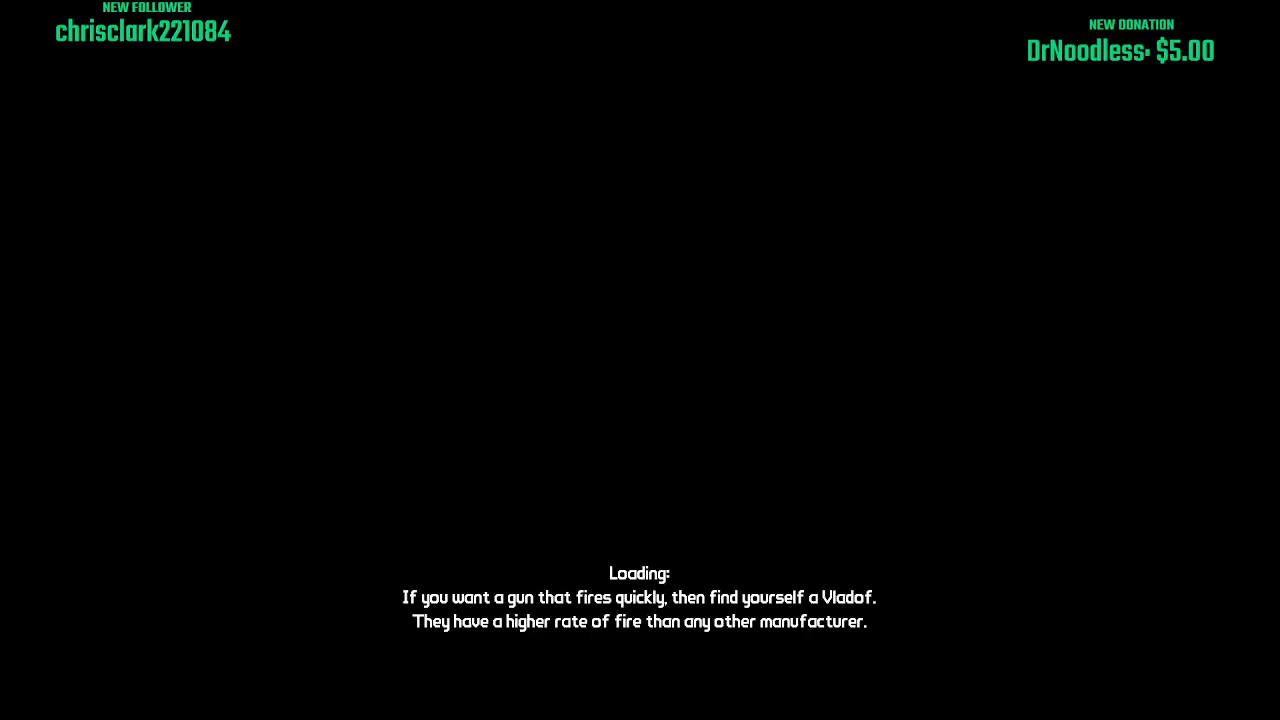 NEW FOLLOWER
chrisclark221084
NEW DONATION
DrNoodless: $5.00
Loading:
If you want a gun that fires quickly, then find yourself a Vladof.
They have a higher rate of fire than any other manufacturer.